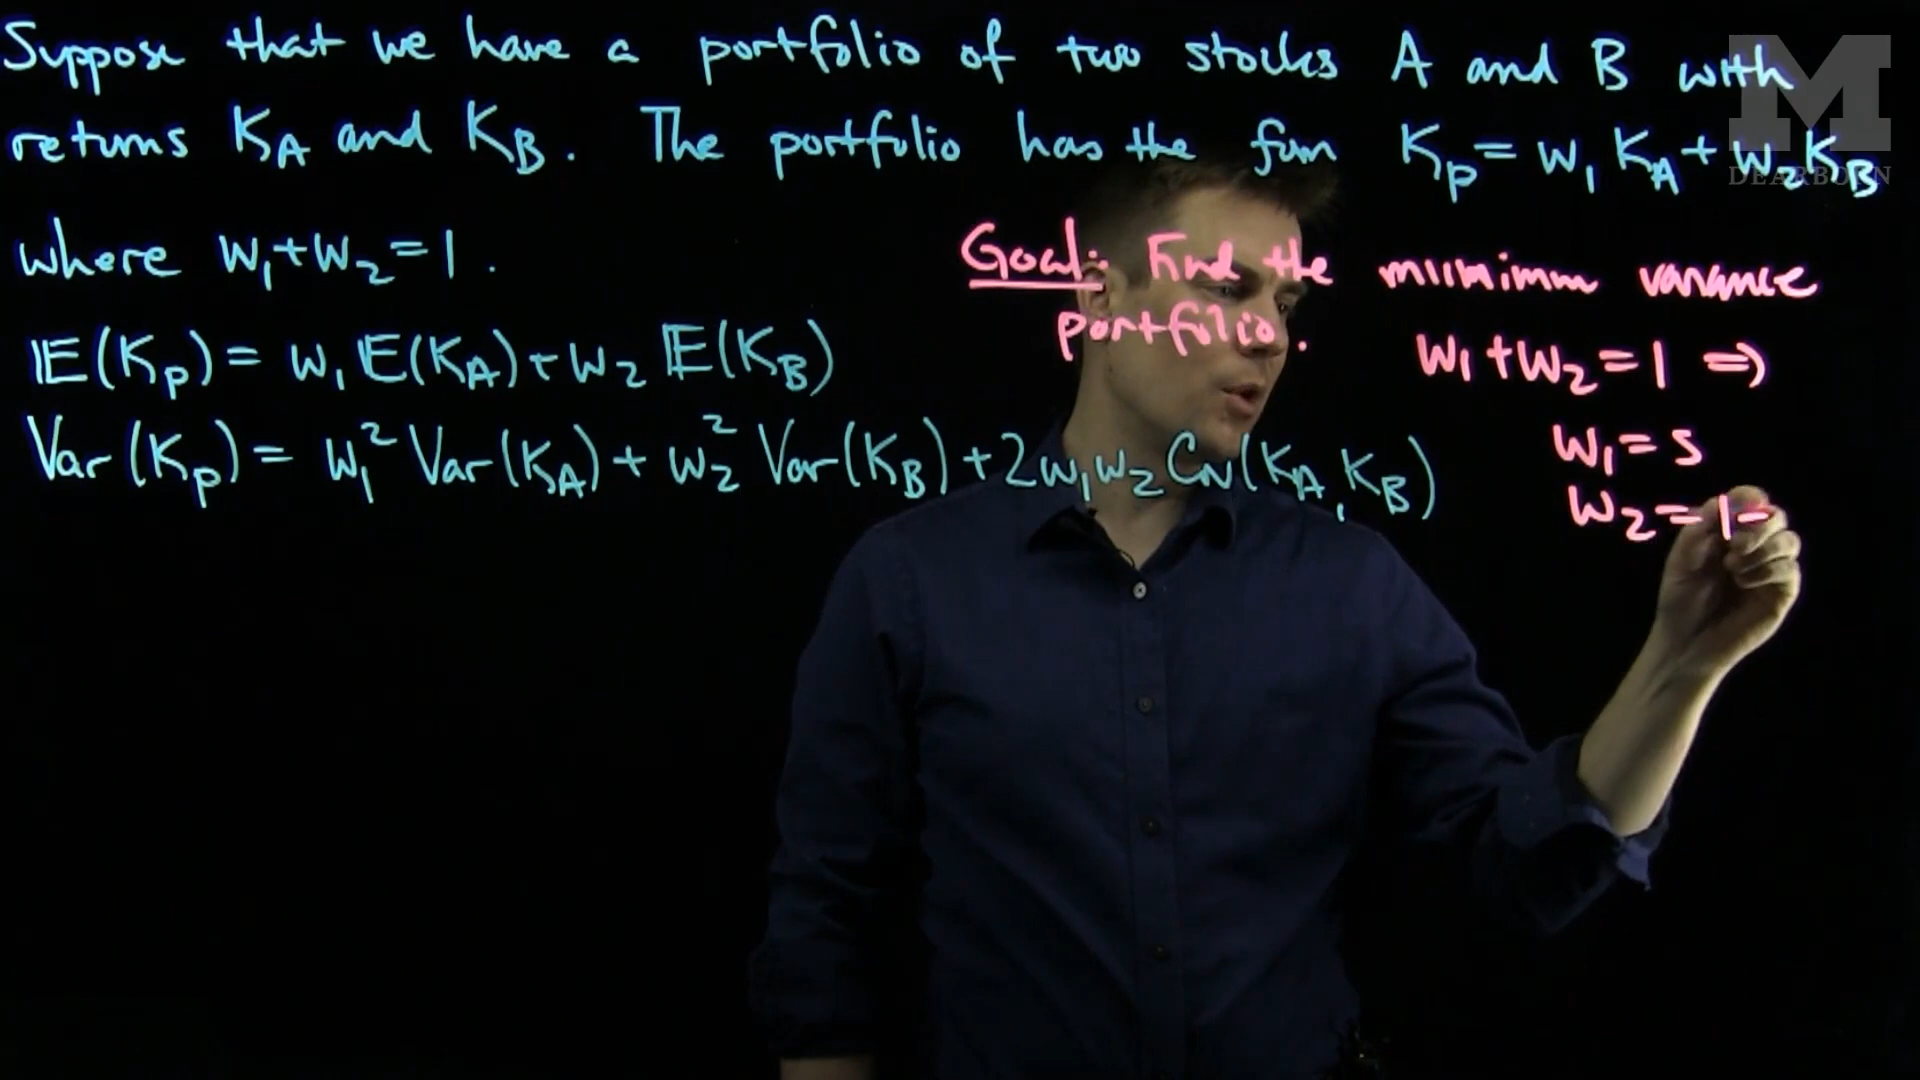 Suppose that we have a portfolio of two stocks A and B with
returns K_A and K_B. The portfolio has the form K_p = w_1 K_A + w_2 K_B
where w_1 + w_2 = 1.
Goal: Find the minimum variance
portfolio.
𝔼(K_p) = w_1 𝔼(K_A) + w_2 𝔼(K_B)
w_1 + w_2 = 1 ⇒
Var(K_p) = w_1^2 Var(K_A) + w_2^2 Var(K_B) + 2w_1w_2 Cov(K_A, K_B)
w_1 = s
w_2 = 1-
M
DEARBORN